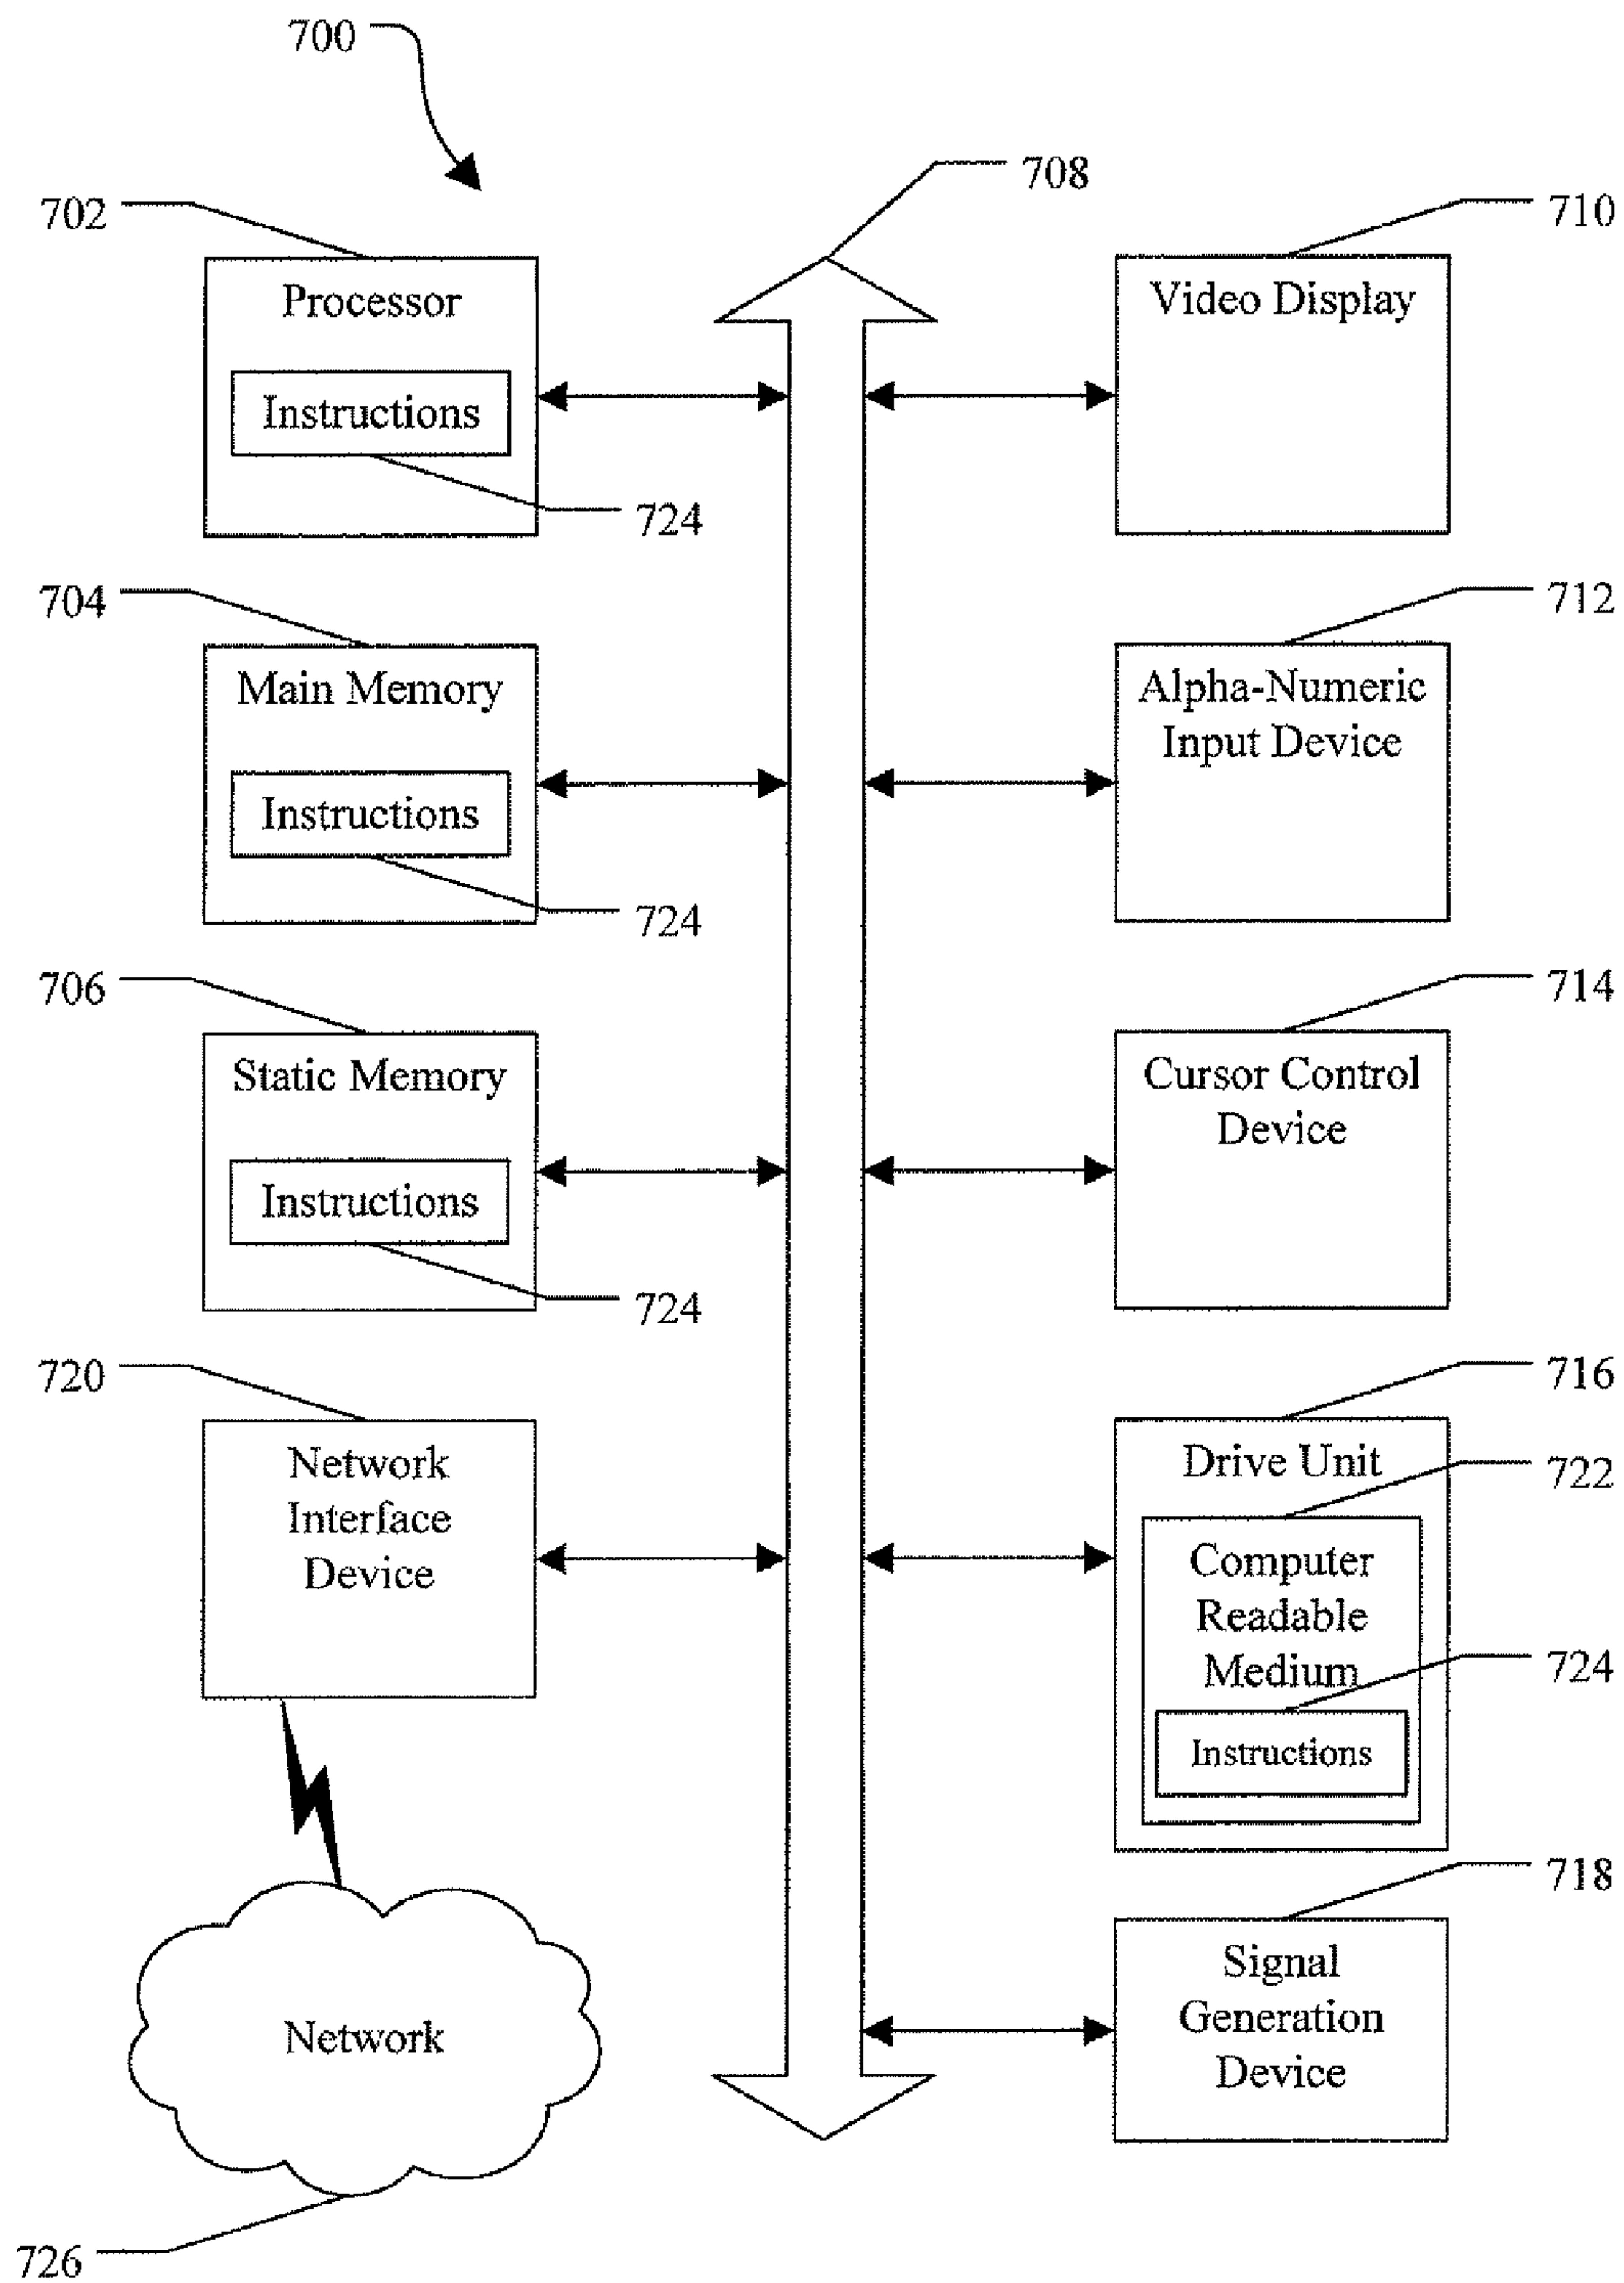 700
708
702
710
Processor
Instructions
724
Video Display
704
712
Main Memory
Instructions
724
Alpha-Numeric
Input Device
706
714
Static Memory
Instructions
724
Cursor Control
Device
720
716
Network
Interface
Device
Drive Unit
722
Computer
Readable
Medium
724
Instructions
718
Signal
Generation
Device
Network
726